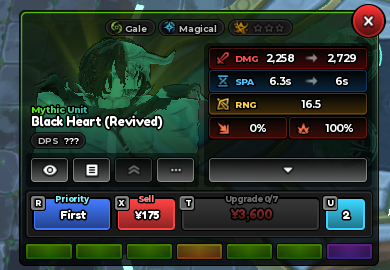 Gale
Magical
DMG 2,258 → 2,729
SPA 6.3s → 6s
RNG 16.5
0%
100%
Mythic Unit
Black Heart (Revived)
DPS ???
R
Priority
First
X
Sell
¥175
T
Upgrade 0/7
¥3,600
U
2